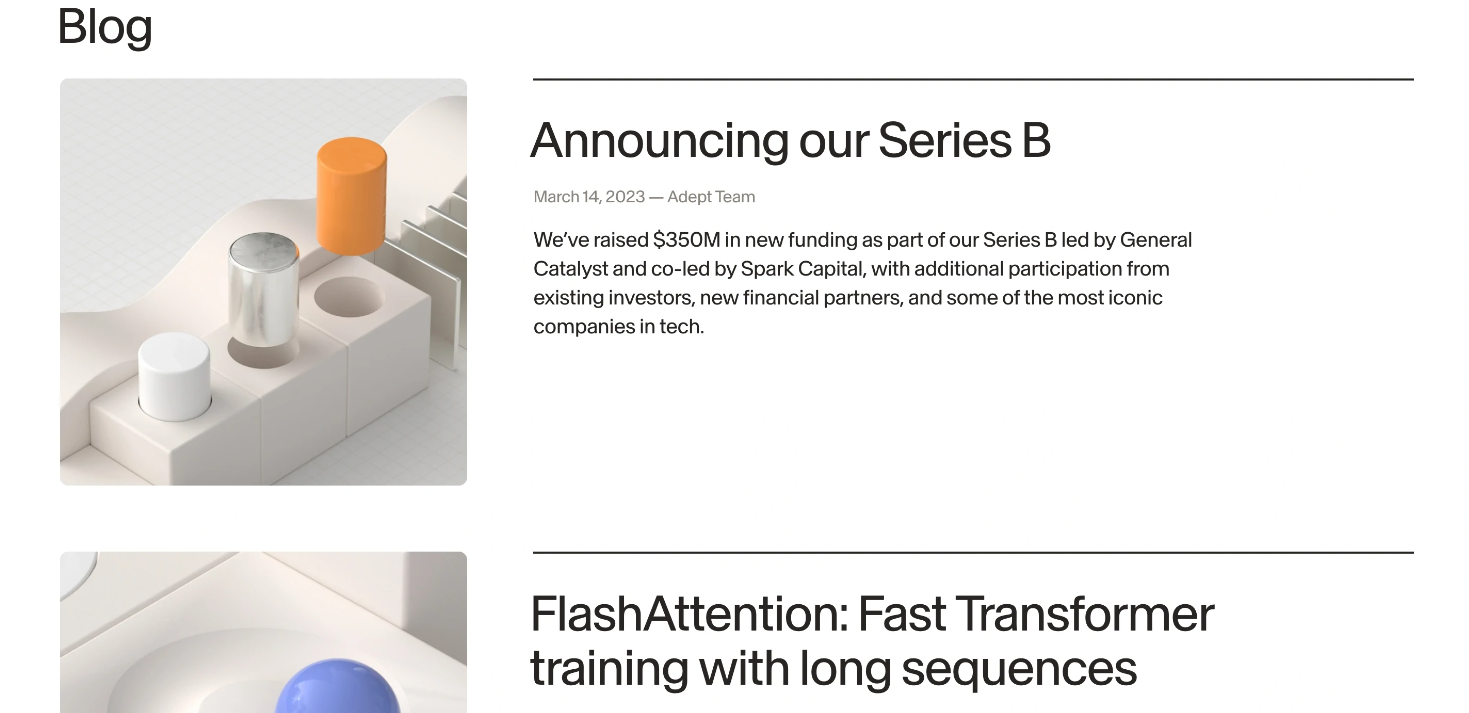 Blog
Announcing our Series B
March 14, 2023 — Adept Team
We’ve raised $350M in new funding as part of our Series B led by General
Catalyst and co-led by Spark Capital, with additional participation from
existing investors, new financial partners, and some of the most iconic
companies in tech.
FlashAttention: Fast Transformer
training with long sequences